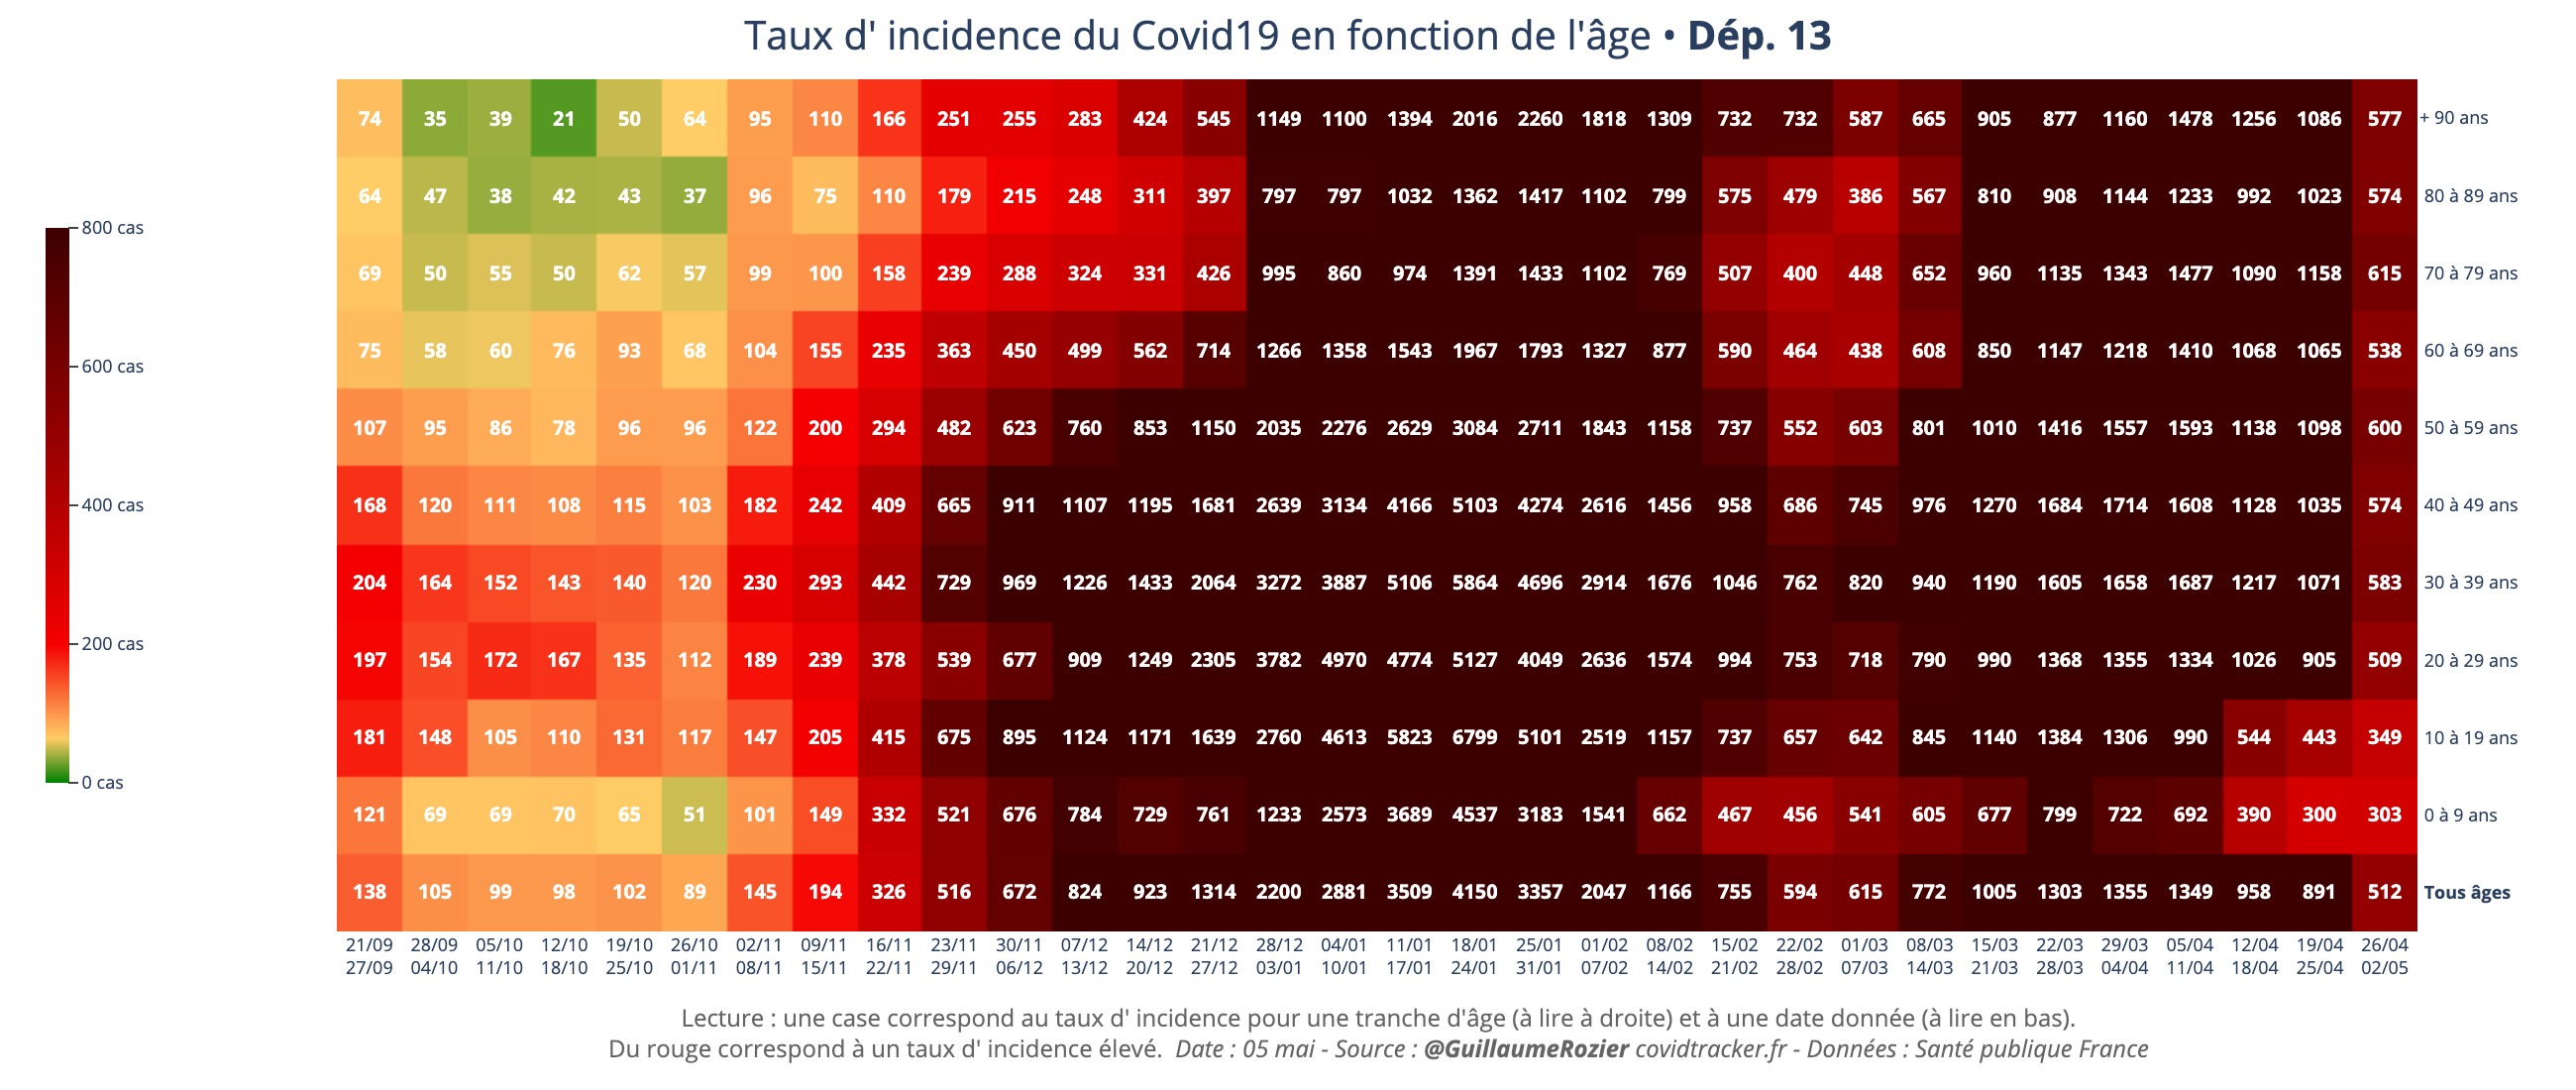 Taux d' incidence du Covid19 en fonction de l'âge • Dép. 13
74 35 39 21 50 64 95 110 166 251 255 283 424 545 1149 1100 1394 2016 2260 1818 1309 732 732 587 665 905 877 1160 1478 1256 1086 577 + 90 ans
64 47 38 42 43 37 96 75 110 179 215 248 311 397 797 797 1032 1362 1417 1102 799 575 479 386 567 810 908 1144 1233 992 1023 574 80 à 89 ans
800 cas
69 50 55 50 62 57 99 100 158 239 288 324 331 426 995 860 974 1391 1433 1102 769 507 400 448 652 960 1135 1343 1477 1090 1158 615 70 à 79 ans
75 58 60 76 93 68 104 155 235 363 450 499 562 714 1266 1358 1543 1967 1793 1327 877 590 464 438 608 850 1147 1218 1410 1068 1065 538 60 à 69 ans
600 cas
107 95 86 78 96 96 122 200 294 482 623 760 853 1150 2035 2276 2629 3084 2711 1843 1158 737 552 603 801 1010 1416 1557 1593 1138 1098 600 50 à 59 ans
400 cas
168 120 111 108 115 103 182 242 409 665 911 1107 1195 1681 2639 3134 4166 5103 4274 2616 1456 958 686 745 976 1270 1684 1714 1608 1128 1035 574 40 à 49 ans
204 164 152 143 140 120 230 293 442 729 969 1226 1433 2064 3272 3887 5106 5864 4696 2914 1676 1046 762 820 940 1190 1605 1658 1687 1217 1071 583 30 à 39 ans
200 cas
197 154 172 167 135 112 189 239 378 539 677 909 1249 2305 3782 4970 4774 5127 4049 2636 1574 994 753 718 790 990 1368 1355 1334 1026 905 509 20 à 29 ans
181 148 105 110 131 117 147 205 415 675 895 1124 1171 1639 2760 4613 5823 6799 5101 2519 1157 737 657 642 845 1140 1384 1306 990 544 443 349 10 à 19 ans
0 cas
121 69 69 70 65 51 101 149 332 521 676 784 729 761 1233 2573 3689 4537 3183 1541 662 467 456 541 605 677 799 722 692 390 300 303 0 à 9 ans
138 105 99 98 102 89 145 194 326 516 672 824 923 1314 2200 2881 3509 4150 3357 2047 1166 755 594 615 772 1005 1303 1355 1349 958 891 512 Tous âges
21/09 28/09 05/10 12/10 19/10 26/10 02/11 09/11 16/11 23/11 30/11 07/12 14/12 21/12 28/12 04/01 11/01 18/01 25/01 01/02 08/02 15/02 22/02 01/03 08/03 15/03 22/03 29/03 05/04 12/04 19/04 26/04
27/09 04/10 11/10 18/10 25/10 01/11 08/11 15/11 22/11 29/11 06/12 13/12 20/12 27/12 03/01 10/01 17/01 24/01 31/01 07/02 14/02 21/02 28/02 07/03 14/03 21/03 28/03 04/04 11/04 18/04 25/04 02/05
Lecture : une case correspond au taux d' incidence pour une tranche d'âge (à lire à droite) et à une date donnée (à lire en bas).
Du rouge correspond à un taux d' incidence élevé. Date : 05 mai - Source : @GuillaumeRozier covidtracker.fr - Données : Santé publique France